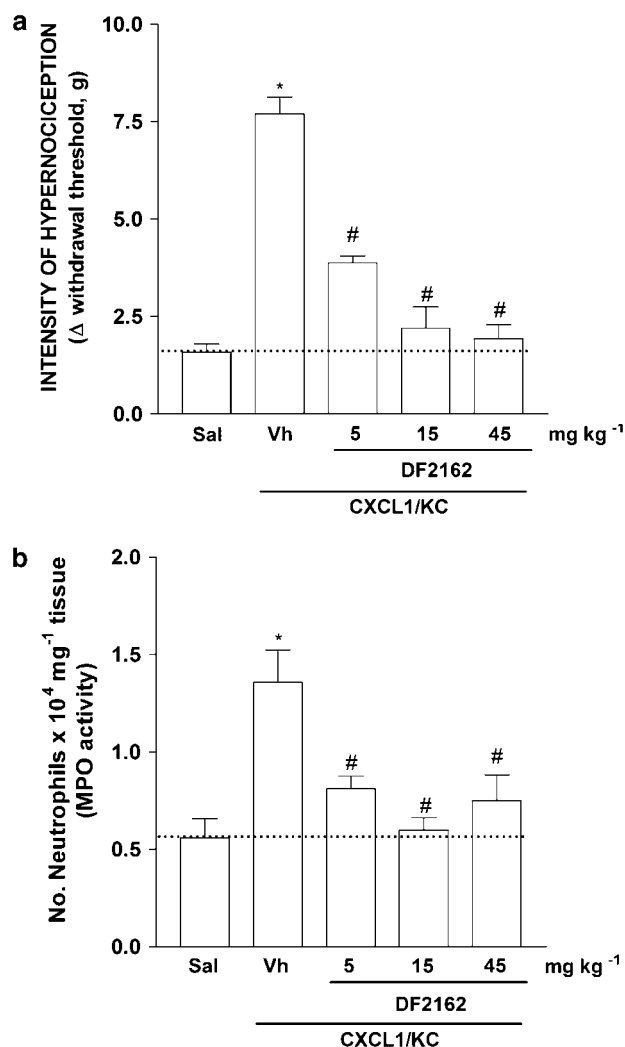 a
INTENSITY OF HYPERNOCICEPTION
(Δ withdrawal threshold, g)
10.0
7.5
5.0
2.5
0.0
*
#
#
#
Sal Vh 5 15 45 mg kg⁻¹
DF2162
CXCL1/KC
b
No. Neutrophils x 10⁴ mg⁻¹ tissue
(MPO activity)
2.0
1.5
1.0
0.5
0.0
*
#
#
#
Sal Vh 5 15 45 mg kg⁻¹
DF2162
CXCL1/KC